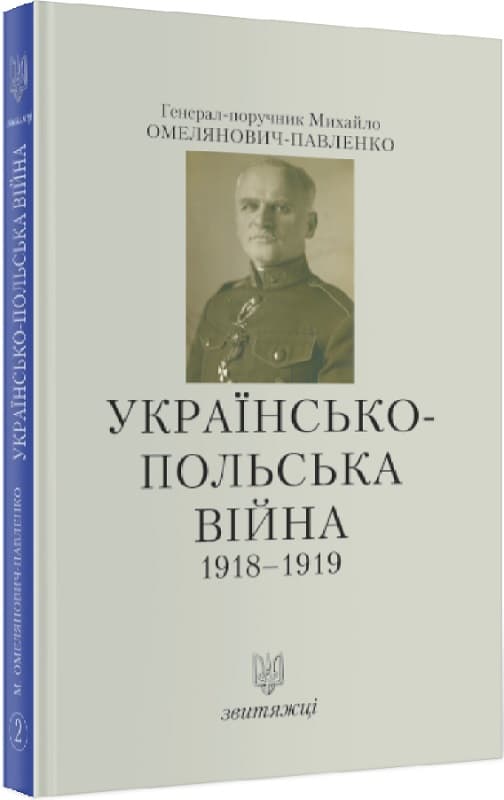 Генерал-поручник Михайло
ОМЕЛЯНОВИЧ-ПАВЛЕНКО
УКРАЇНСЬКО-
ПОЛЬСЬКА
ВІЙНА
1918–1919
звитяжці
М. ОМЕЛЯНОВИЧ-ПАВЛЕНКО УКРАЇНСЬКО-ПОЛЬСЬКА ВІЙНА
2